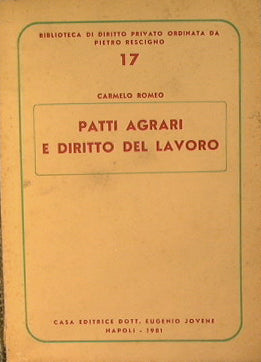 BIBLIOTECA DI DIRITTO PRIVATO ORDINATA DA
PIETRO RESCIGNO
17
CARMELO ROMEO
PATTI AGRARI
E DIRITTO DEL LAVORO
CASA EDITRICE DOTT. EUGENIO JOVENE
NAPOLI - 1981